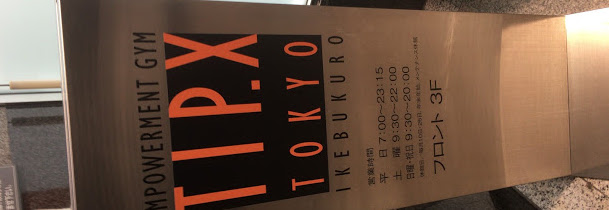 EMPOWERMENT GYM
TIP.X
TOKYO
IKEBUKURO
営業時間
平 日 7:00〜23:15
土 曜 9:30〜22:00
日曜・祝日 9:30〜20:00
フロント 3F